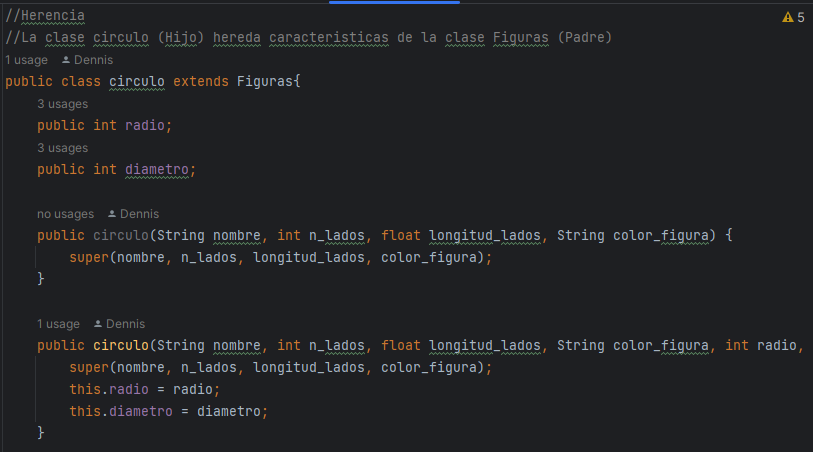 //Herencia
5
//La clase circulo (Hijo) hereda caracteristicas de la clase Figuras (Padre)
1 usage Dennis
public class circulo extends Figuras{
3 usages
public int radio;
3 usages
public int diametro;
no usages Dennis
public circulo(String nombre, int n_lados, float longitud_lados, String color_figura) {
super(nombre, n_lados, longitud_lados, color_figura);
}
1 usage Dennis
public circulo(String nombre, int n_lados, float longitud_lados, String color_figura, int radio,
super(nombre, n_lados, longitud_lados, color_figura);
this.radio = radio;
this.diametro = diametro;
}